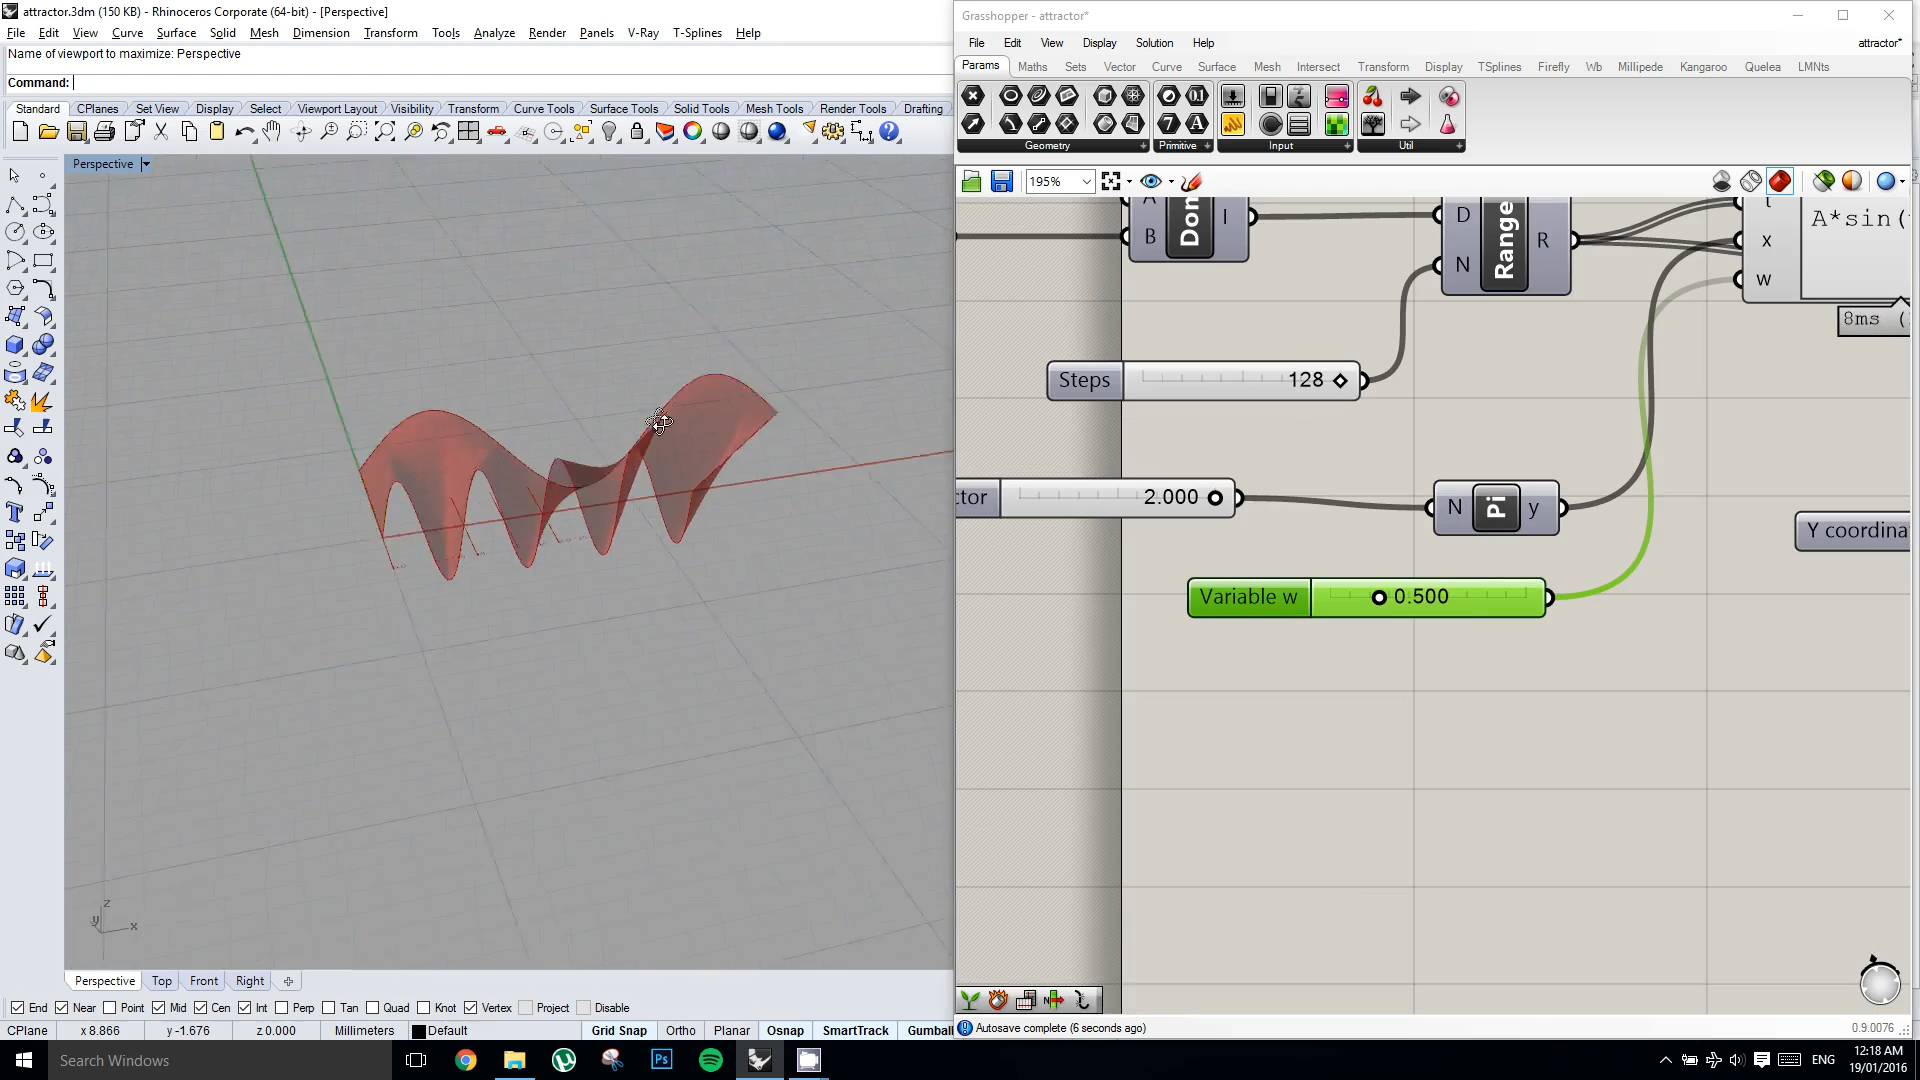 attractor.3dm (150 KB) - Rhinoceros Corporate (64-bit) - [Perspective]
File Edit View Curve Surface Solid Mesh Dimension Transform Tools Analyze Render Panels V-Ray T-Splines Help
Name of viewport to maximize: Perspective
Command:
Standard CPlanes Set View Display Select Viewport Layout Visibility Transform Curve Tools Surface Tools Solid Tools Mesh Tools Render Tools Drafting
Perspective
z
y
x
Perspective Top Front Right
End Near Point Mid Cen Int Perp Tan Quad Knot Vertex Project Disable
CPlane x 8.866 y -1.676 z 0.000 Millimeters Default Grid Snap Ortho Planar Osnap SmartTrack Gumball
Grasshopper - attractor*
File Edit View Display Solution Help attractor*
Params Maths Sets Vector Curve Surface Mesh Intersect Transform Display TSplines Firefly Wb Millipede Kangaroo Quelea LMNts
Geometry Primitive Input Util
195%
A
B
Dom
I
D
N
Range
R
t
x
w
A*sin(
8ms (
Steps 128
ctor 2.000
N Pi y
Y coordina
Variable w 0.500
Autosave complete (6 seconds ago)
0.9.0076
Search Windows
ENG
12:18 AM
19/01/2016